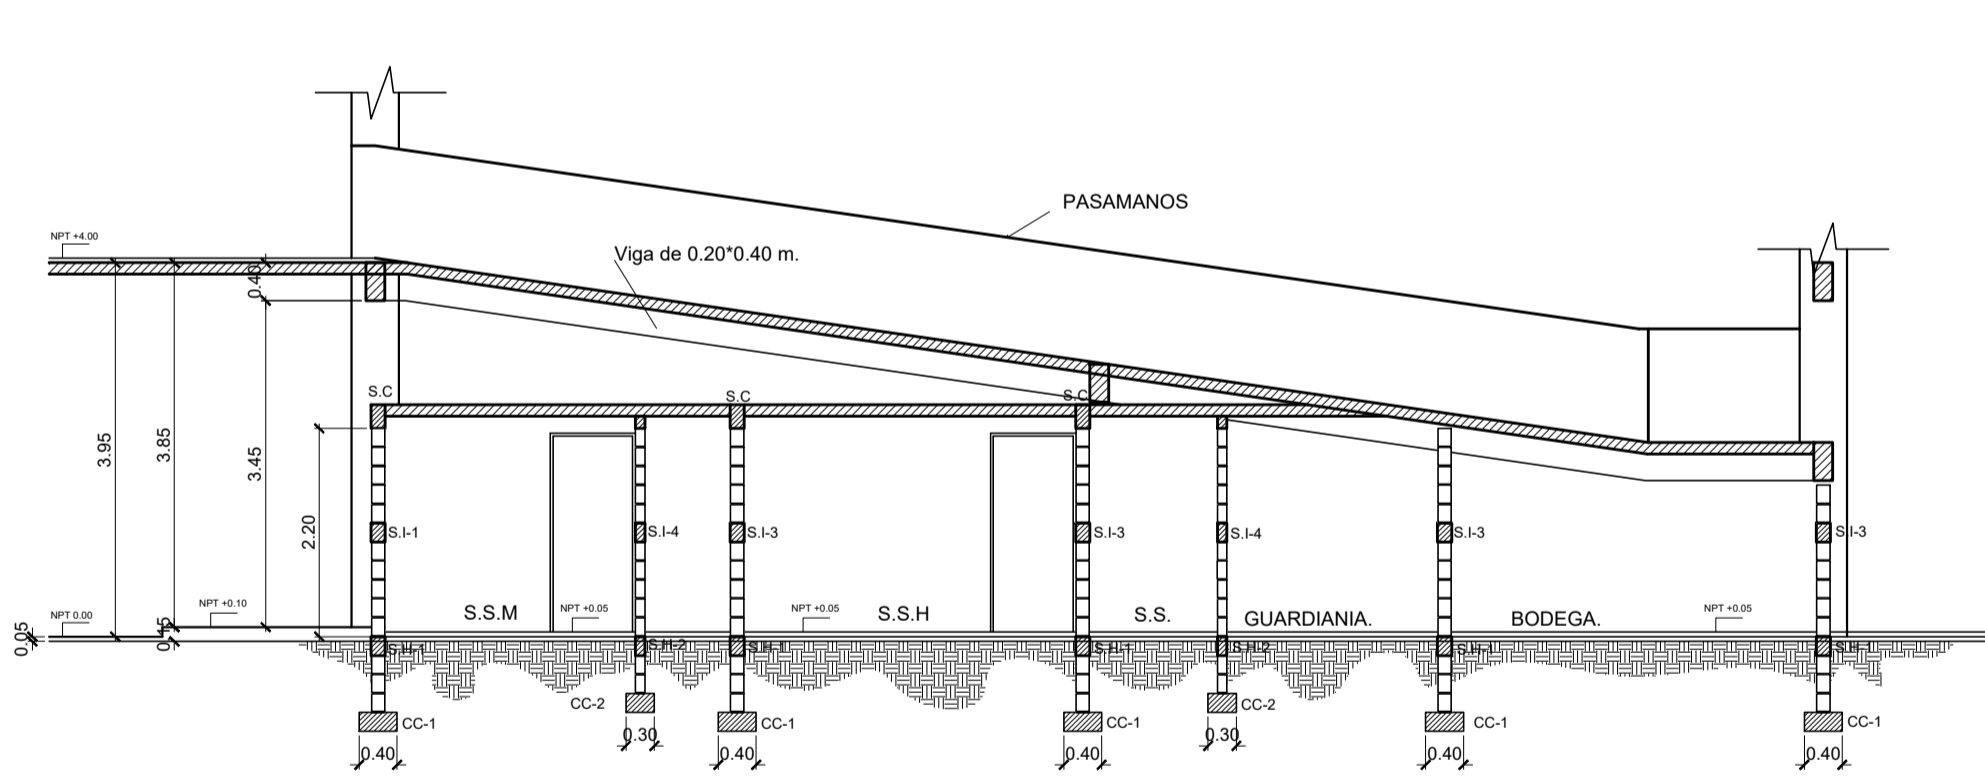 PASAMANOS
NPT +4.00
Viga de 0.20*0.40 m.
0.40
S.C
S.C
S.C
3.95
3.85
3.45
2.20
S.I-1
S.I-4
S.I-3
S.I-3
S.I-4
S.I-3
S.I-3
NPT 0.00
NPT +0.10
S.S.M
NPT +0.05
NPT +0.05
S.S.H
S.S.
GUARDIANIA.
BODEGA.
NPT +0.05
0.05
0.15
S.H-1
S.H-2
S.H-1
S.H-1
S.H-2
S.H-1
S.H-1
CC-1
CC-2
CC-1
CC-1
CC-2
CC-1
CC-1
0.40
0.30
0.40
0.40
0.30
0.40
0.40